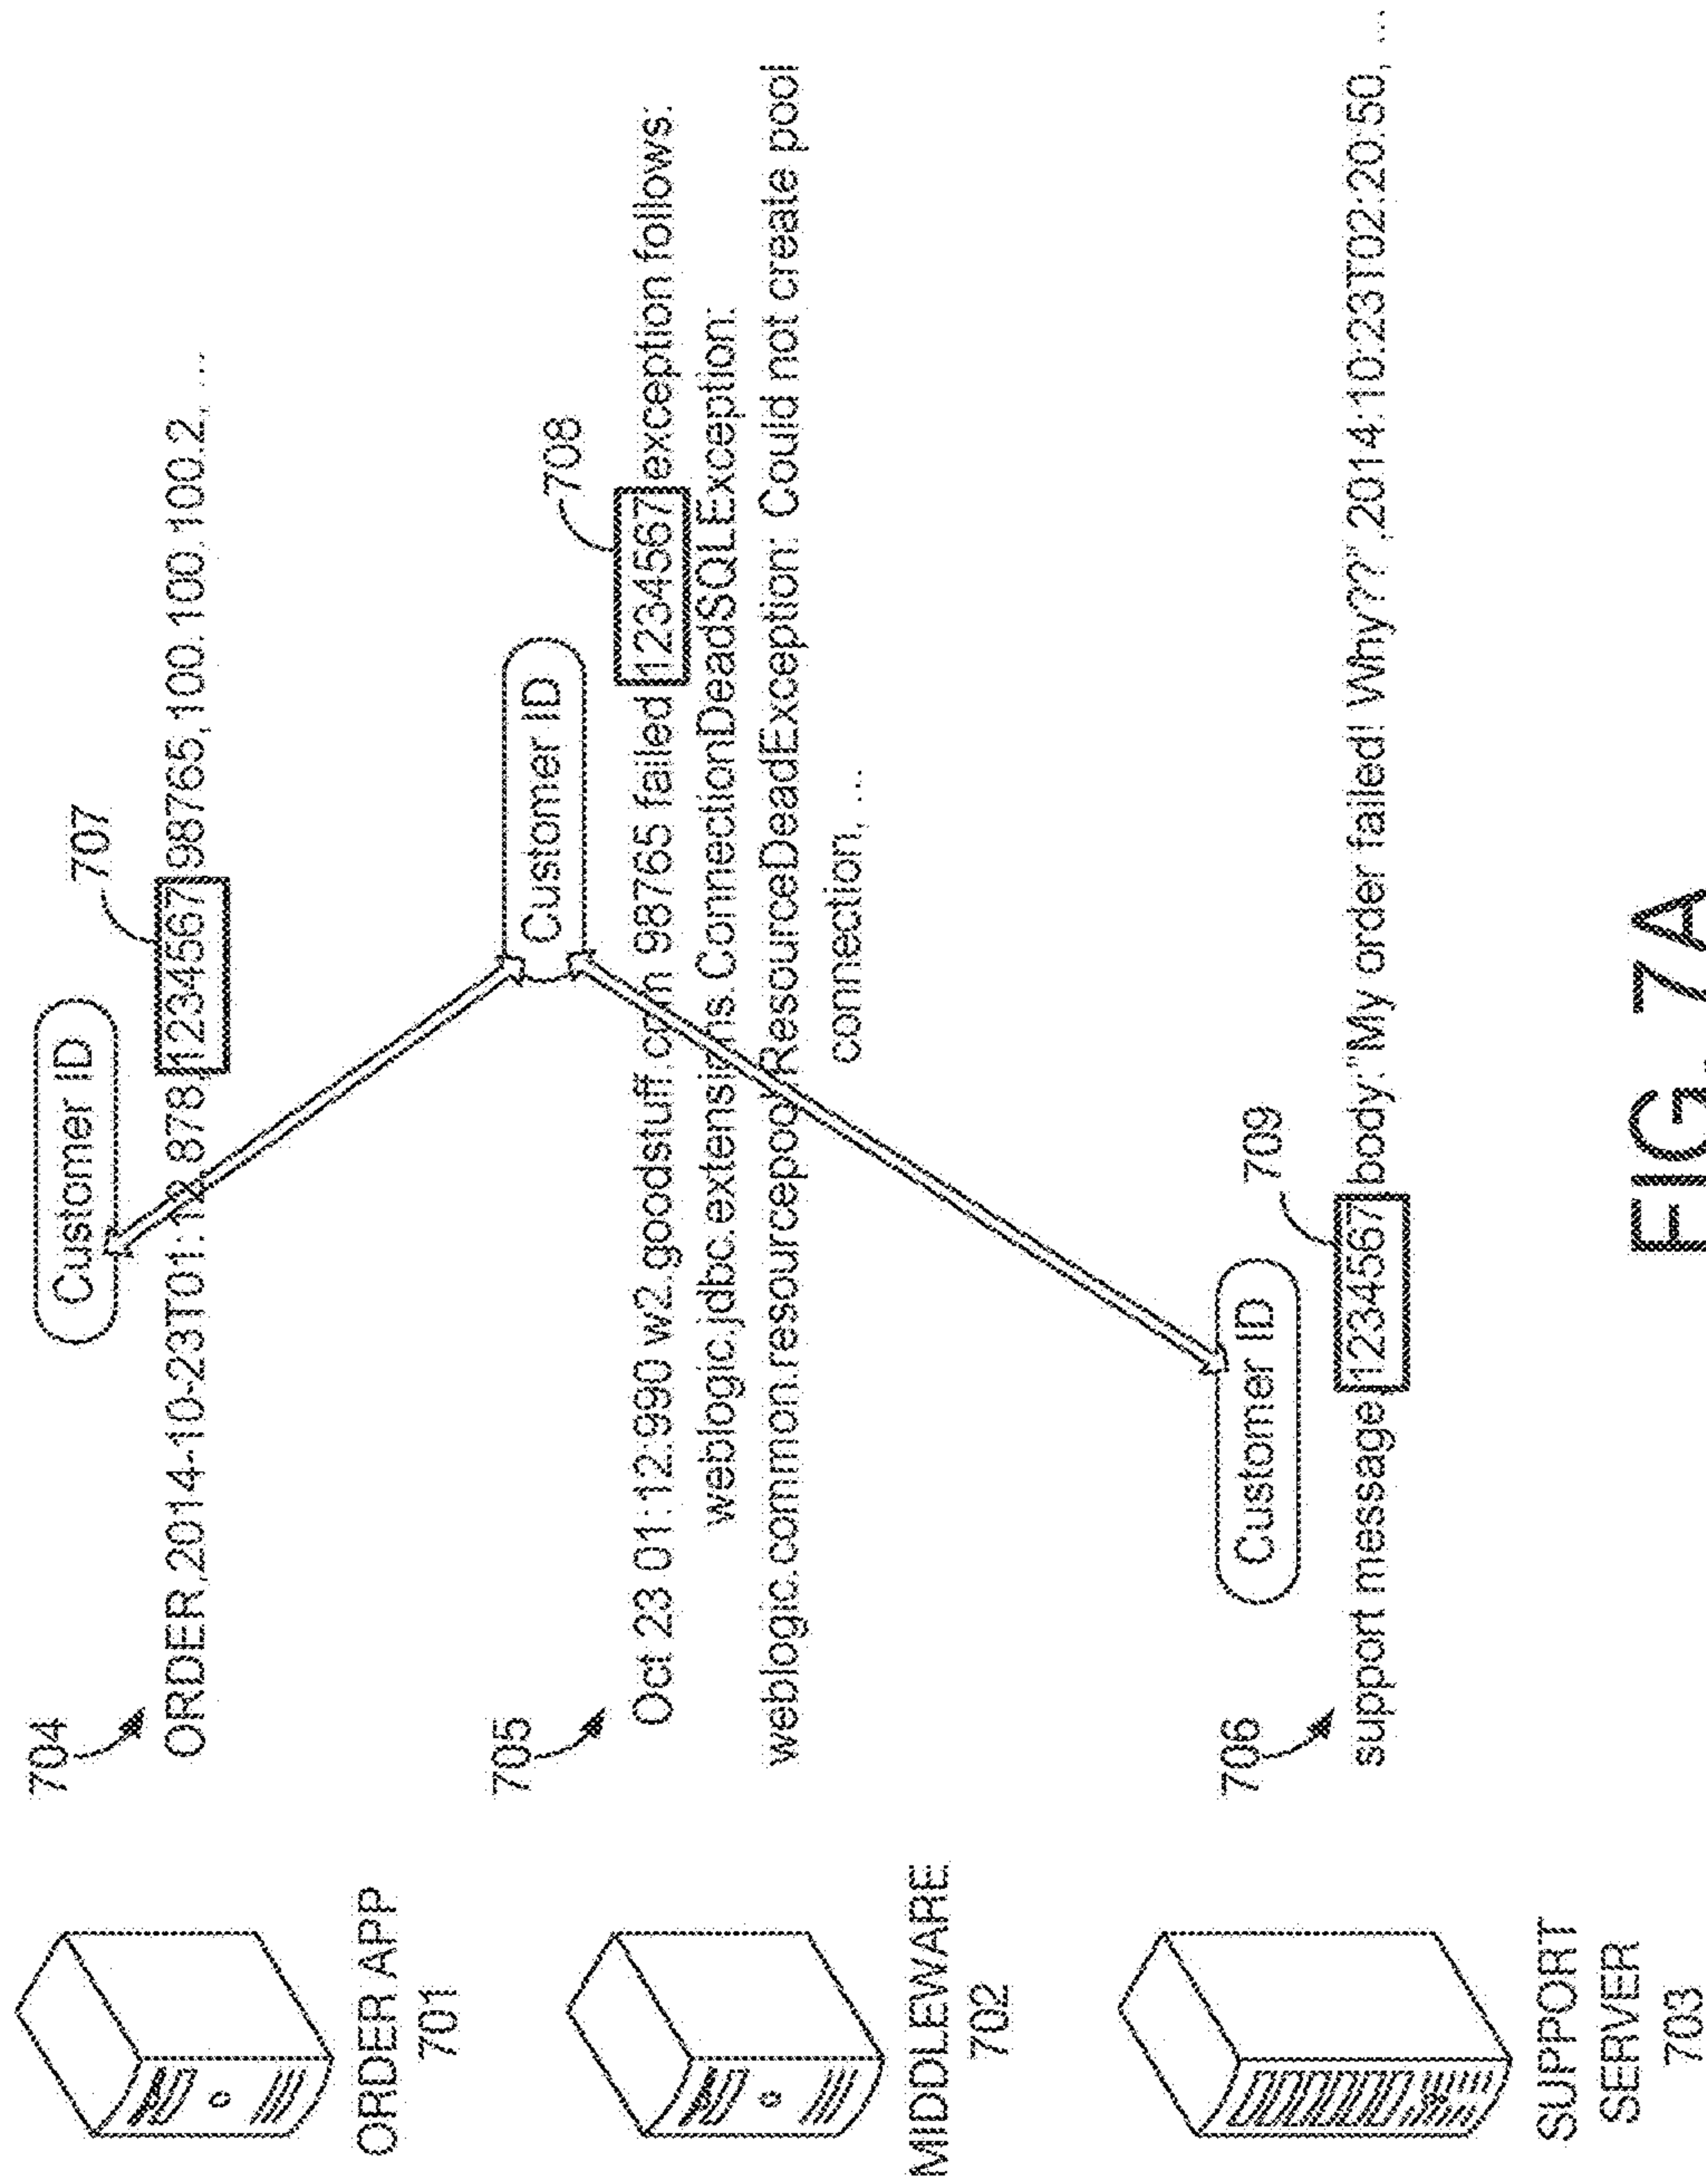 704
Customer ID
707
ORDER,2014-10-23T01:12:878,1234567,98765,100.100.100.2, ...
ORDER APP
701
705
Customer ID
708
Oct 23 01:12:990 w2.goodstuff.com 98765 failed 1234567 exception follows:
weblogic.jdbc.extensions.ConnectionDeadSQLException:
weblogic.common.resourcepool.ResourceDeadException: Could not create pool
connection, ...
MIDDLEWARE
702
706
Customer ID
709
support message,1234567,body:"My order failed! Why??",2014:10:23T02:20:50, ...
SUPPORT
SERVER
703
FIG. 7A